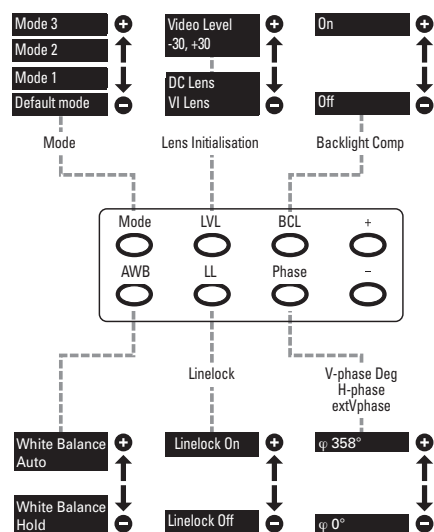 Mode 3
Mode 2
Mode 1
Default mode
Mode
Video Level
-30, +30
DC Lens
VI Lens
Lens Initialisation
On
Off
Backlight Comp
Mode
LVL
BCL
+
AWB
LL
Phase
–
Linelock
V-phase Deg
H-phase
extVphase
White Balance
Auto
White Balance
Hold
Linelock On
Linelock Off
φ 358°
φ 0°